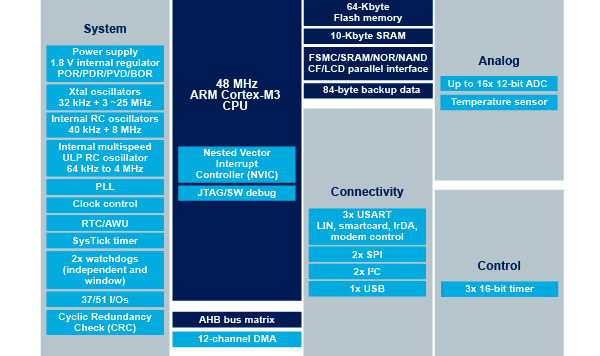 System
Power supply
1.8 V internal regulator
POR/PDR/PVD/BOR
Xtal oscillators
32 kHz + 3 ~25 MHz
Internal RC oscillators
40 kHz + 8 MHz
Internal multispeed
ULP RC oscillator
64 kHz to 4 MHz
PLL
Clock control
RTC/AWU
SysTick timer
2x watchdogs
(independent and
window)
37/51 I/Os
Cyclic Redundancy
Check (CRC)
48 MHz
ARM Cortex-M3
CPU
Nested Vector
Interrupt
Controller (NVIC)
JTAG/SW debug
AHB bus matrix
12-channel DMA
64-Kbyte
Flash memory
10-Kbyte SRAM
FSMC/SRAM/NOR/NAND
CF/LCD parallel interface
84-byte backup data
Connectivity
3x USART
LIN, smartcard, IrDA,
modem control
2x SPI
2x I²C
1x USB
Analog
Up to 16x 12-bit ADC
Temperature sensor
Control
3x 16-bit timer